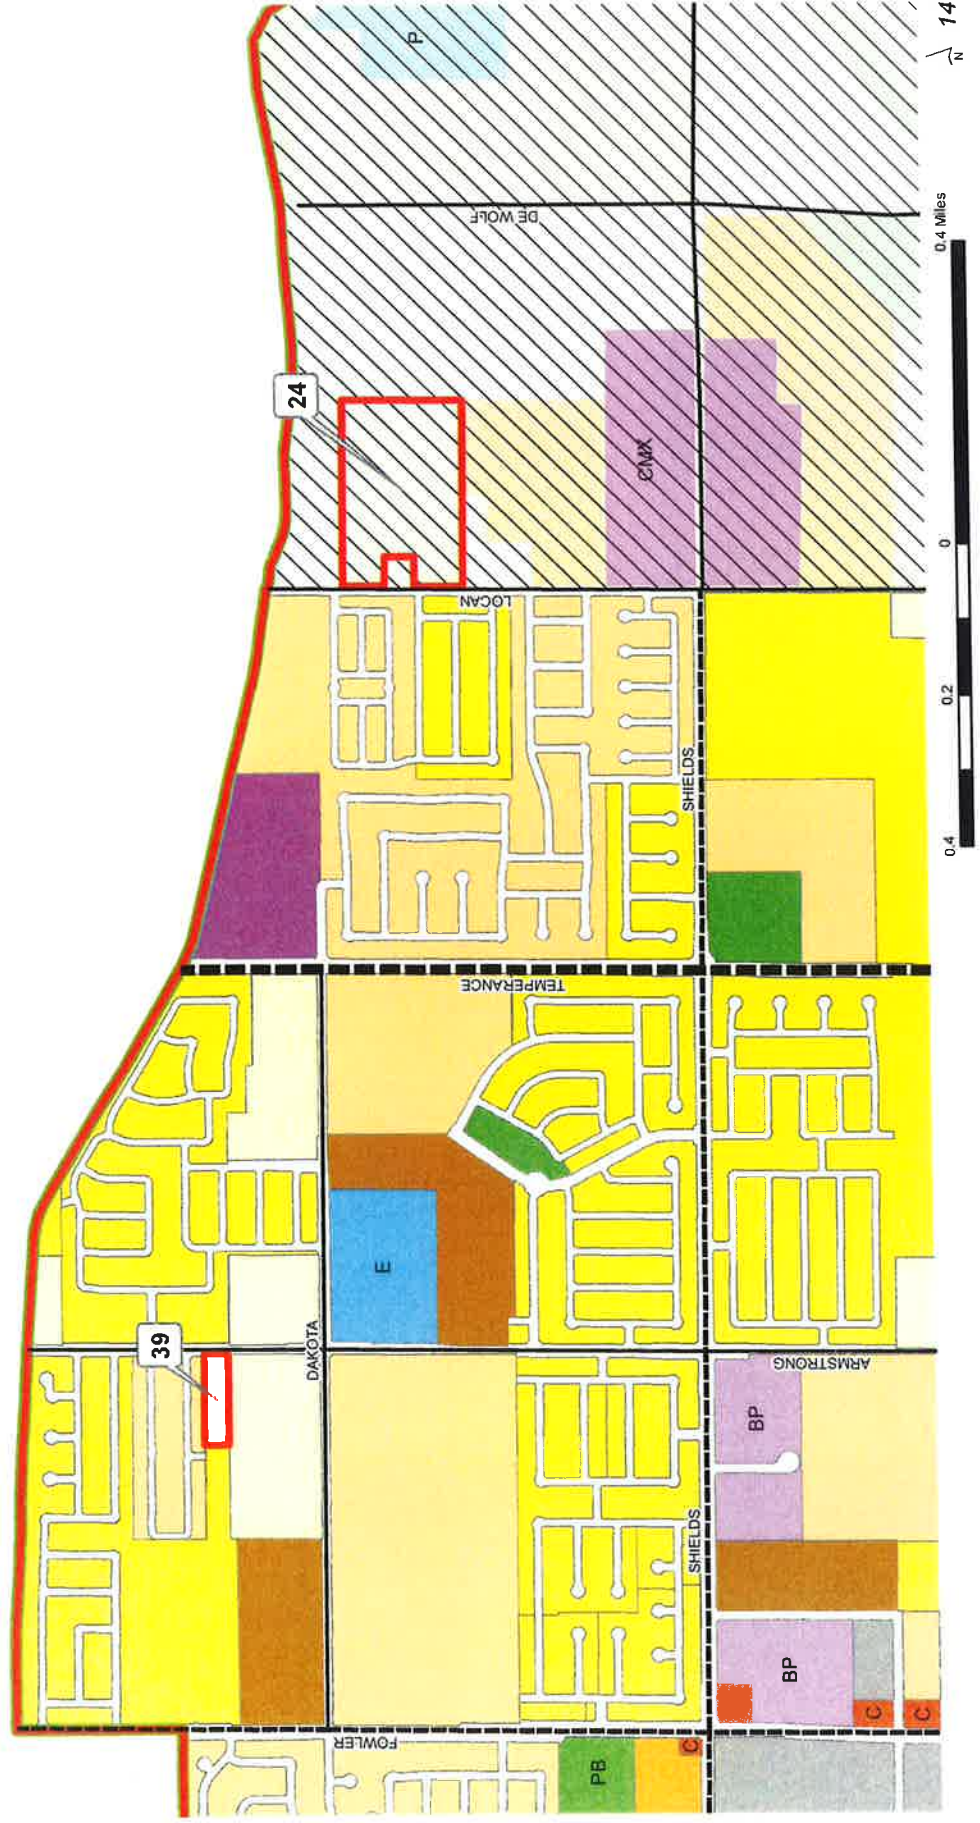 39
24
P
E
CMX
BP
BP
C
C
C
PB
DAKOTA
SHIELDS
SHIELDS
FOWLER
ARMSTRONG
TEMPERANCE
LOCAN
DE WOLF
0.4
0.2
0
0.4 Miles
N
14